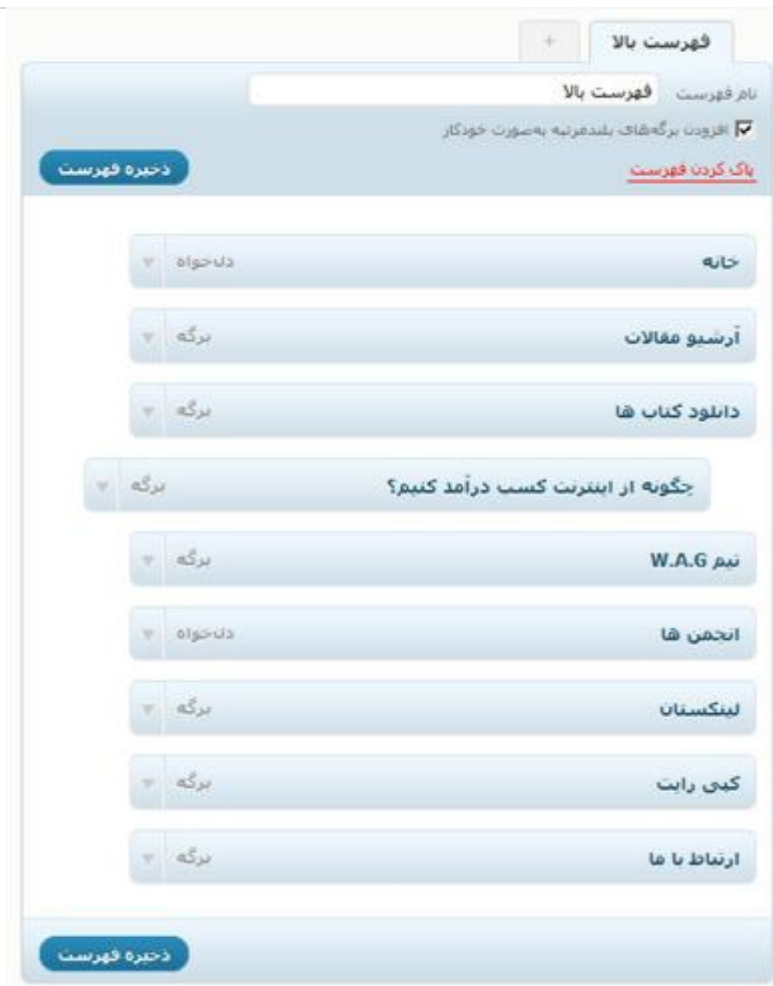 فهرست بالا +
نام فهرست فهرست بالا
افزودن برگه‌های بلندمرتبه به‌صورت خودکار
پاک کردن فهرست ذخیره فهرست
خانه دل‌خواه
آرشیو مقالات برگه
دانلود کتاب ها برگه
چگونه از اینترنت کسب درآمد کنیم؟ برگه
تیم W.A.G برگه
انجمن ها دل‌خواه
لینکستان برگه
کپی رایت برگه
ارتباط با ما برگه
ذخیره فهرست